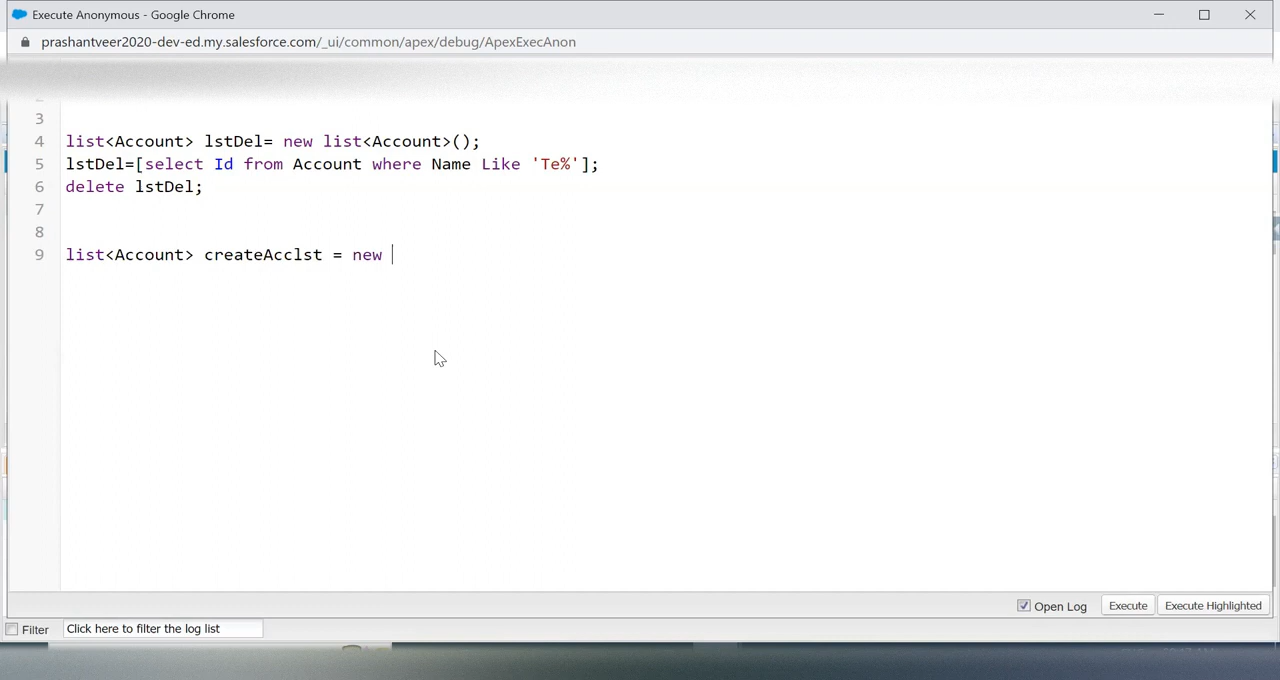 Execute Anonymous - Google Chrome
prashantveer2020-dev-ed.my.salesforce.com/_ui/common/apex/debug/ApexExecAnon
3
4 list<Account> lstDel= new list<Account>();
5 lstDel=[select Id from Account where Name Like 'Te%'];
6 delete lstDel;
7
8
9 list<Account> createAcclst = new
Open Log Execute Execute Highlighted
Filter Click here to filter the log list